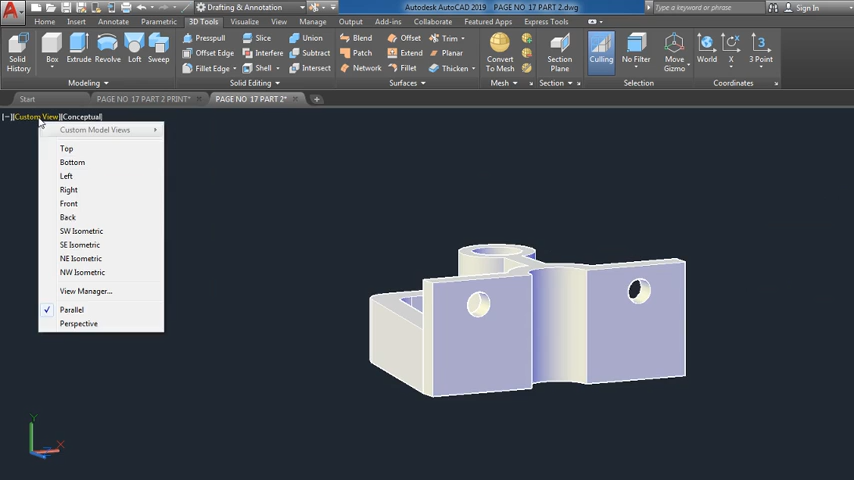 Drafting & Annotation
Autodesk AutoCAD 2019 PAGE NO 17 PART 2.dwg
Type a keyword or phrase
Sign In
Home Insert Annotate Parametric 3D Tools Visualize View Manage Output Add-ins Collaborate Featured Apps Express Tools
Solid History
Box
Extrude
Revolve
Loft
Sweep
Presspull
Offset Edge
Fillet Edge
Slice
Interfere
Thicken
Union
Subtract
Intersect
Blend
Patch
Network
Offset
Extend
Fillet
Planar
Thicken
Convert To Mesh
Section Plane
Culling
No Filter
Move Gizmo
World
X
3 Point
Modeling
Solid Editing
Surface
Mesh
Section
Selection
Coordinates
Start
PAGE NO 17 PART 2 PRINT*
PAGE NO 17 PART 2*
[−][Custom View][Conceptual]
Custom Model Views
Top
Bottom
Left
Right
Front
Back
SW Isometric
SE Isometric
NE Isometric
NW Isometric
View Manager...
Parallel
Perspective
Y
X